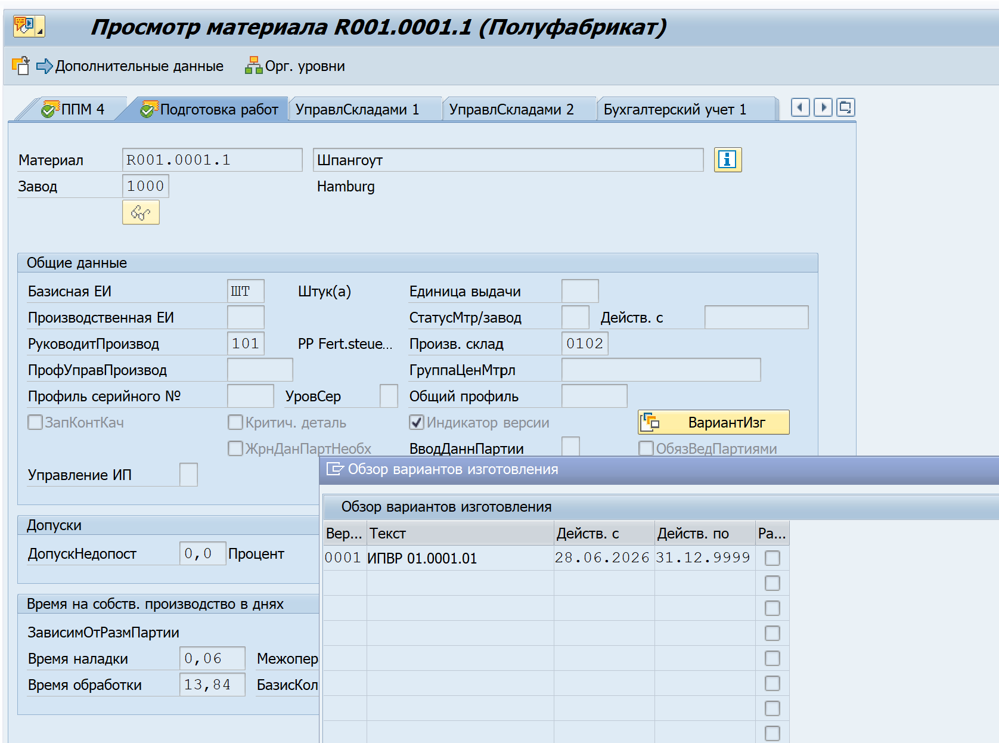 Просмотр материала R001.0001.1 (Полуфабрикат)
Дополнительные данные Орг. уровни
ППМ 4 Подготовка работ УправлСкладами 1 УправлСкладами 2 Бухгалтерский учет 1
Материал R001.0001.1 Шпангоут
Завод 1000 Hamburg
Общие данные
Базисная ЕИ ШТ Штук(а) Единица выдачи
Производственная ЕИ СтатусМтр/завод Действ. с
РуководитПроизвод 101 PP Fert.steue... Произв. склад 0102
ПрофУправПроизвод ГруппаЦенМтрл
Профиль серийного № УровСер Общий профиль
ЗапКонтКач Критич. деталь Индикатор версии ВариантИзг
ЖрнДанПартНеобх ВводДаннПартии ОбязВедПартиями
Управление ИП
Обзор вариантов изготовления
Обзор вариантов изготовления
Вер... Текст Действ. с Действ. по Ра...
0001 ИПВР 01.0001.01 28.06.2026 31.12.9999
Допуски
ДопускНедопост 0,0 Процент
Время на собств. производство в днях
ЗависимОтРазмПартии
Время наладки 0,06 Межопер
Время обработки 13,84 БазисКол